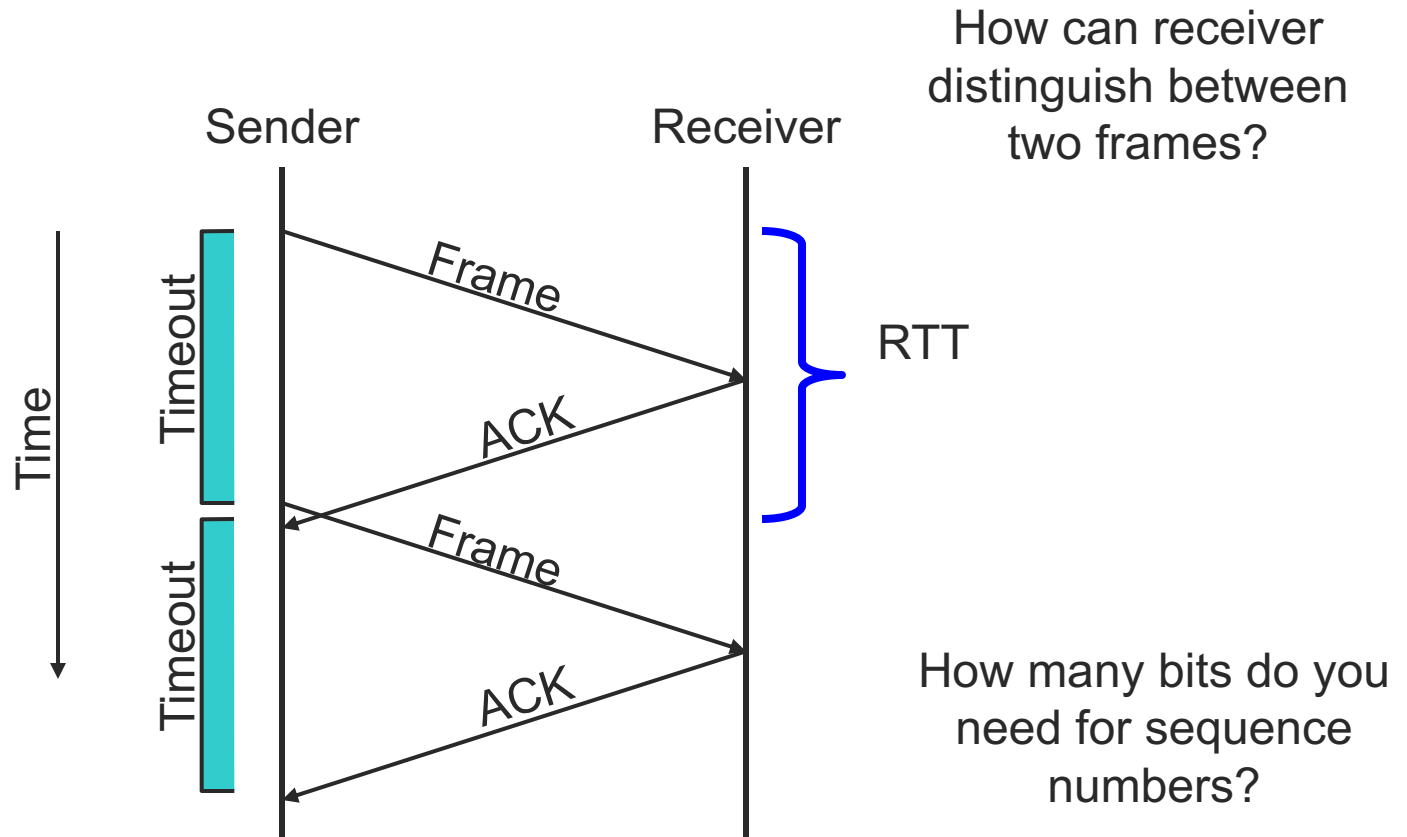 How can receiver
distinguish between
two frames?
Sender
Receiver
Frame
Timeout
RTT
Time
ACK
Frame
Timeout
ACK
How many bits do you
need for sequence
numbers?